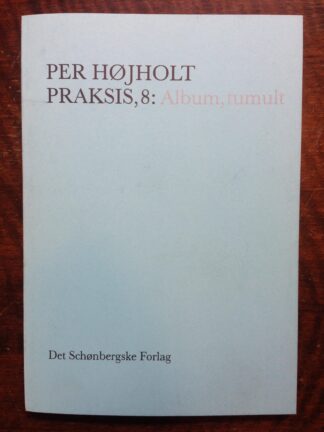 PER HØJHOLT
PRAKSIS, 8: Album, tumult
Det Schønbergske Forlag